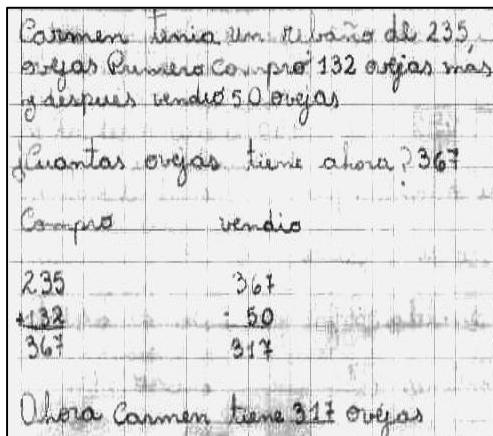 Carmen tenia un rebaño de 235
ovejas Primero compró 132 ovejas más
y despues vendio 50 ovejas
¿Cuantas ovejas tiene ahora? 367
Compro vendio
235 367
+132 - 50
367 317
Ahora Carmen tiene 317 ovejas